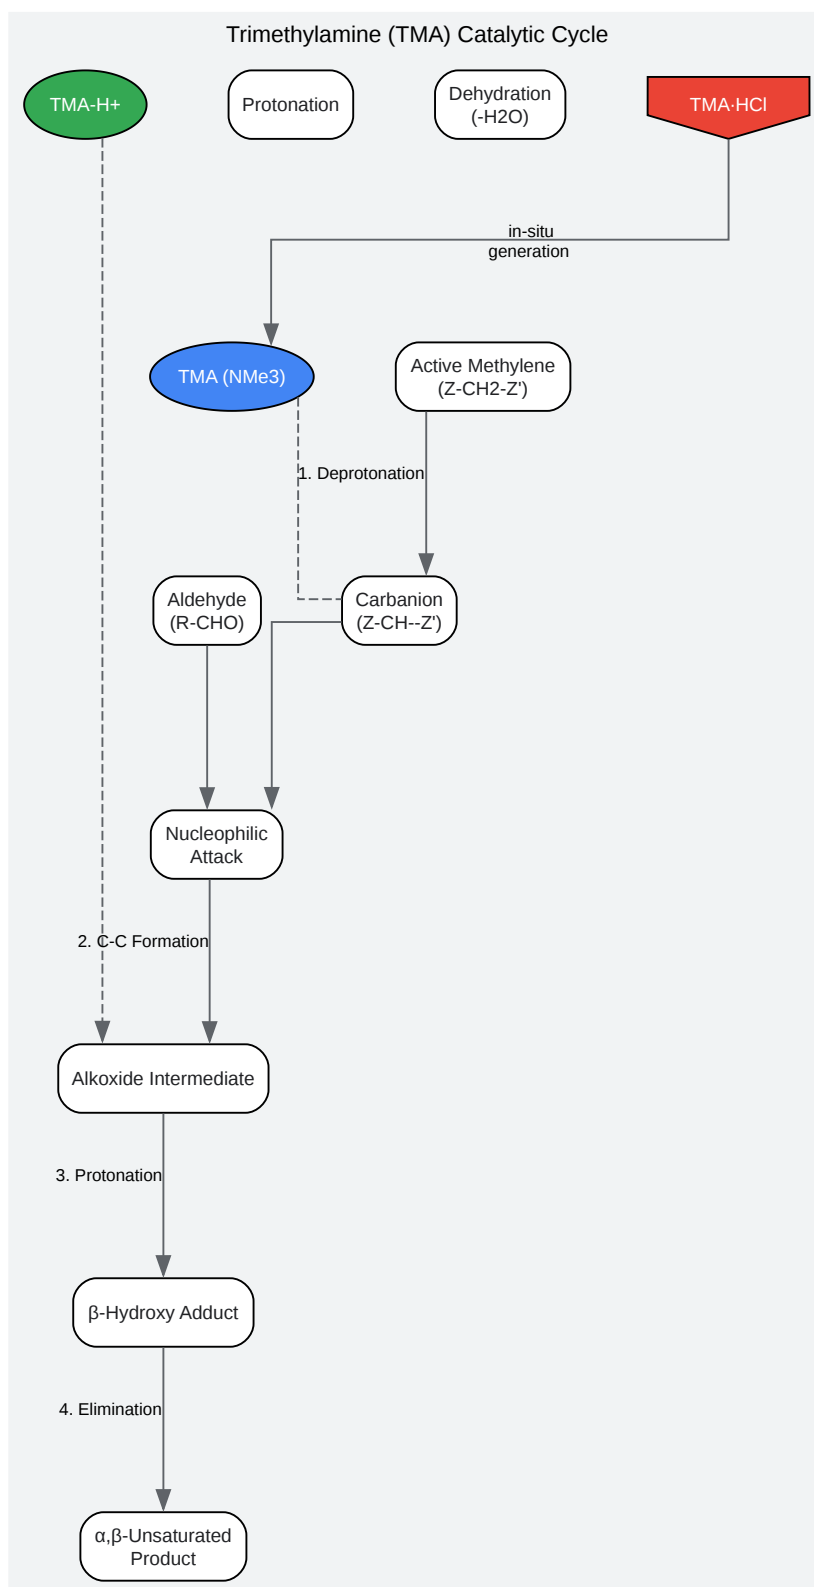 Trimethylamine (TMA) Catalytic Cycle
TMA-H+
Protonation
Dehydration
(-H2O)
TMA·HCl
in-situ
generation
TMA (NMe3)
Active Methylene
(Z-CH2-Z')
1. Deprotonation
Aldehyde
(R-CHO)
Carbanion
(Z-CH--Z')
Nucleophilic
Attack
2. C-C Formation
Alkoxide Intermediate
3. Protonation
β-Hydroxy Adduct
4. Elimination
α,β-Unsaturated
Product